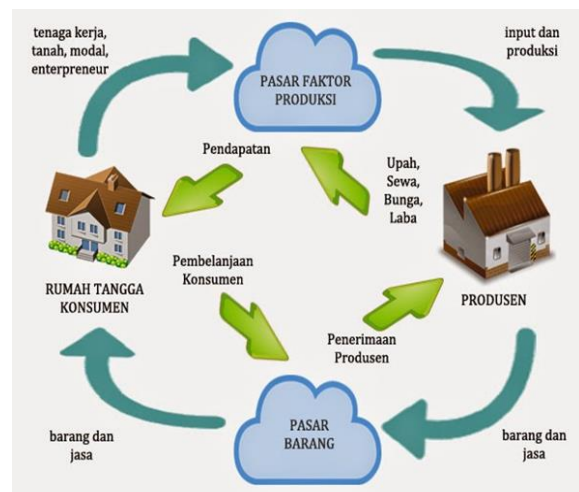 tenaga kerja,
tanah, modal,
enterpreneur
PASAR FAKTOR
PRODUKSI
input dan
produksi
Pendapatan
Upah,
Sewa,
Bunga,
Laba
RUMAH TANGGA
KONSUMEN
Pembelanjaan
Konsumen
PRODUSEN
Penerimaan
Produsen
barang dan
jasa
PASAR
BARANG
barang dan
jasa